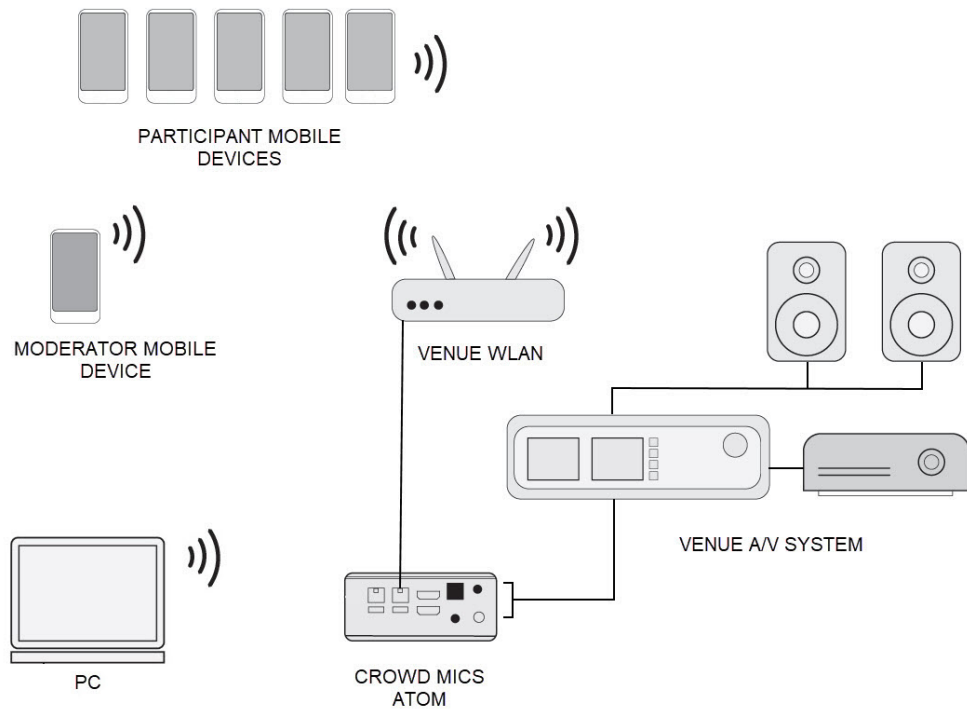 PARTICIPANT MOBILE
DEVICES
MODERATOR MOBILE
DEVICE
VENUE WLAN
VENUE A/V SYSTEM
PC
CROWD MICS
ATOM